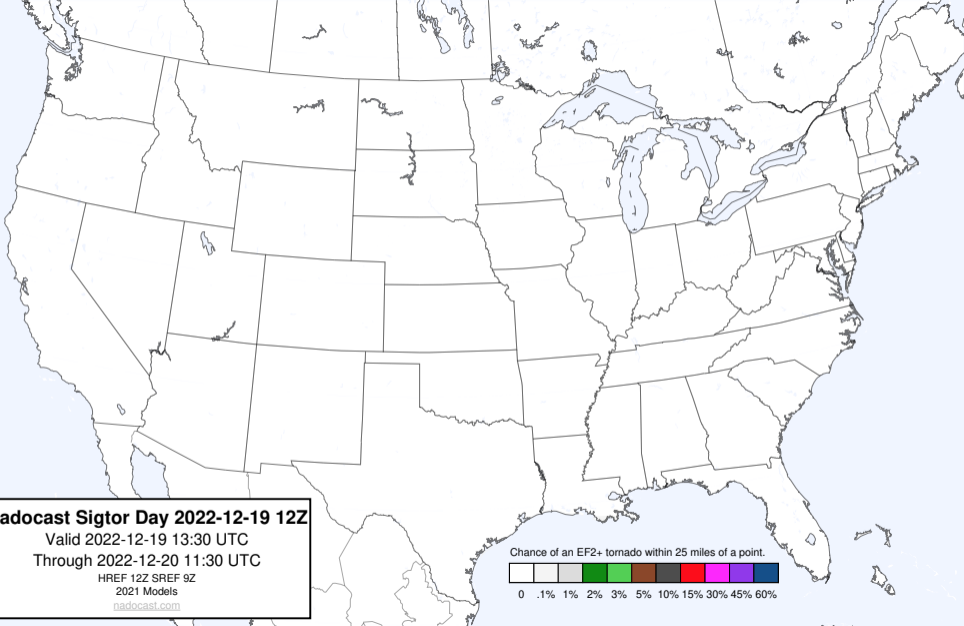 adocast Sigtor Day 2022-12-19 12Z
Valid 2022-12-19 13:30 UTC
Through 2022-12-20 11:30 UTC
HREF 12Z SREF 9Z
2021 Models
nadocast.com
Chance of an EF2+ tornado within 25 miles of a point.
0 .1% 1% 2% 3% 5% 10% 15% 30% 45% 60%